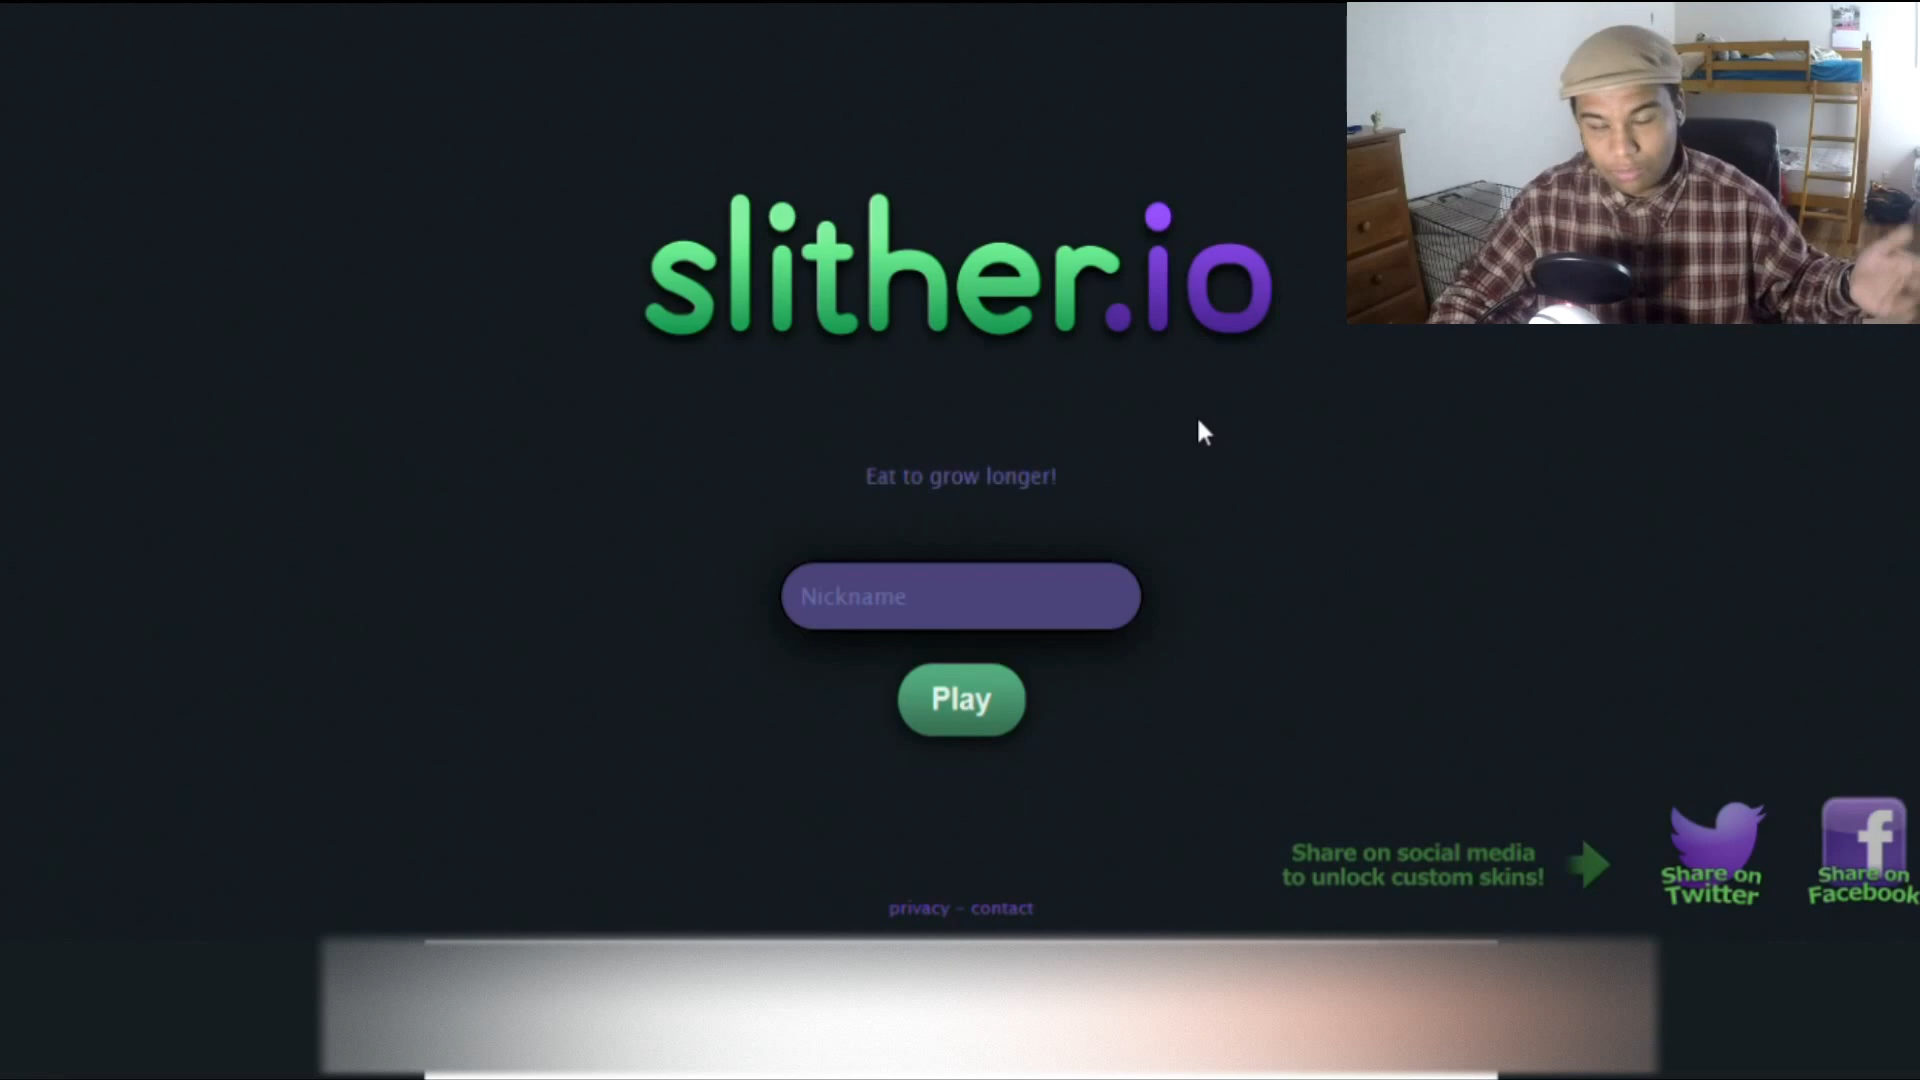 slither.io
Eat to grow longer!
Nickname
Play
Share on social media
to unlock custom skins!
Share on
Twitter
Share on
Facebook
privacy - contact